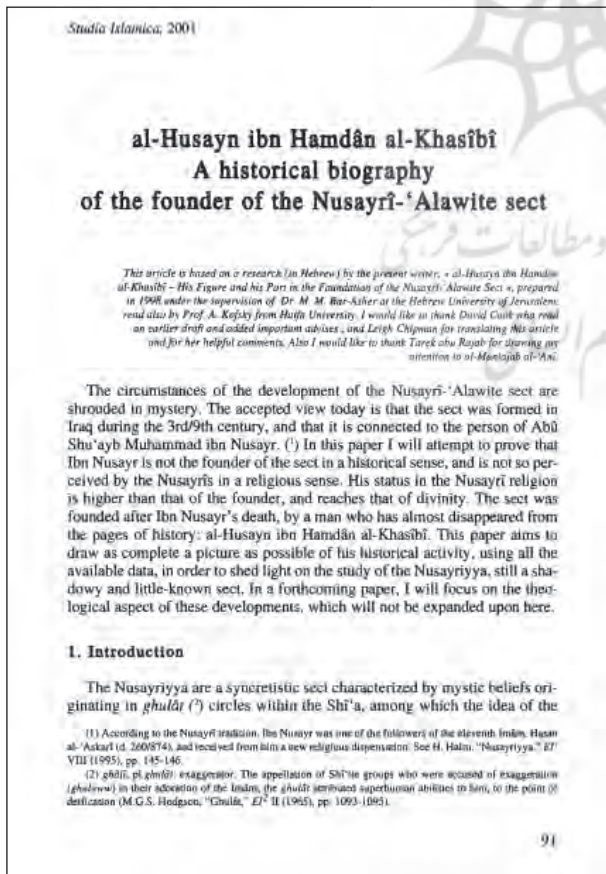 Studia Islamica, 2001
al-Husayn ibn Hamdân al-Khasîbî
A historical biography
of the founder of the Nusayrî-‘Alawite sect
This article is based on a research (in Hebrew) by the present writer, « al-Husayn ibn Hamdân
al-Khasîbî – His Figure and his Part in the Foundation of the Nusayrî-‘Alawite Sect », prepared
in 1998 under the supervision of Dr. M. M. Bar-Asher at the Hebrew University of Jerusalem;
read also by Prof. A. Kofsky from Haifa University. I would like to thank David Cook who read
an earlier draft and added important advises , and Leigh Chipman for translating this article
and for her helpful comments. Also I would like to thank Tarek abu Rajab for drawing my
attention to al-Muntajab al-‘Anî.
The circumstances of the development of the Nusayrî-‘Alawite sect are
shrouded in mystery. The accepted view today is that the sect was formed in
Iraq during the 3rd/9th century, and that it is connected to the person of Abû
Shu‘ayb Muhammad ibn Nusayr. (¹) In this paper I will attempt to prove that
Ibn Nusayr is not the founder of the sect in a historical sense, and is not so per-
ceived by the Nusayrîs in a religious sense. His status in the Nusayrî religion
is higher than that of the founder, and reaches that of divinity. The sect was
founded after Ibn Nusayr's death, by a man who has almost disappeared from
the pages of history: al-Husayn ibn Hamdân al-Khasîbî. This paper aims to
draw as complete a picture as possible of his historical activity, using all the
available data, in order to shed light on the study of the Nusayriyya, still a sha-
dowy and little-known sect. In a forthcoming paper, I will focus on the theo-
logical aspect of these developments, which will not be expanded upon here.
1. Introduction
The Nusayriyya are a syncretistic sect characterized by mystic beliefs ori-
ginating in ghulât (²) circles within the Shî‘a, among which the idea of the
(1) According to the Nusayrî tradition, Ibn Nusayr was one of the followers of the eleventh Imâm, Hasan
al-‘Askarî (d. 260/874), and received from him a new religious dispensation. See H. Halm, "Nusayriyya," EI²
VIII (1995), pp. 145-146.
(2) ghâlî, pl. ghulât: exaggerator. The appellation of Shî‘ite groups who were accused of exaggeration
(ghuluww) in their adoration of the Imâm, the ghulât attributed superhuman abilities to him, to the point of
deification (M.G.S. Hodgson, "Ghulât," EI² II (1965), pp. 1093-1095).
91
و مطالعات فرہنگی